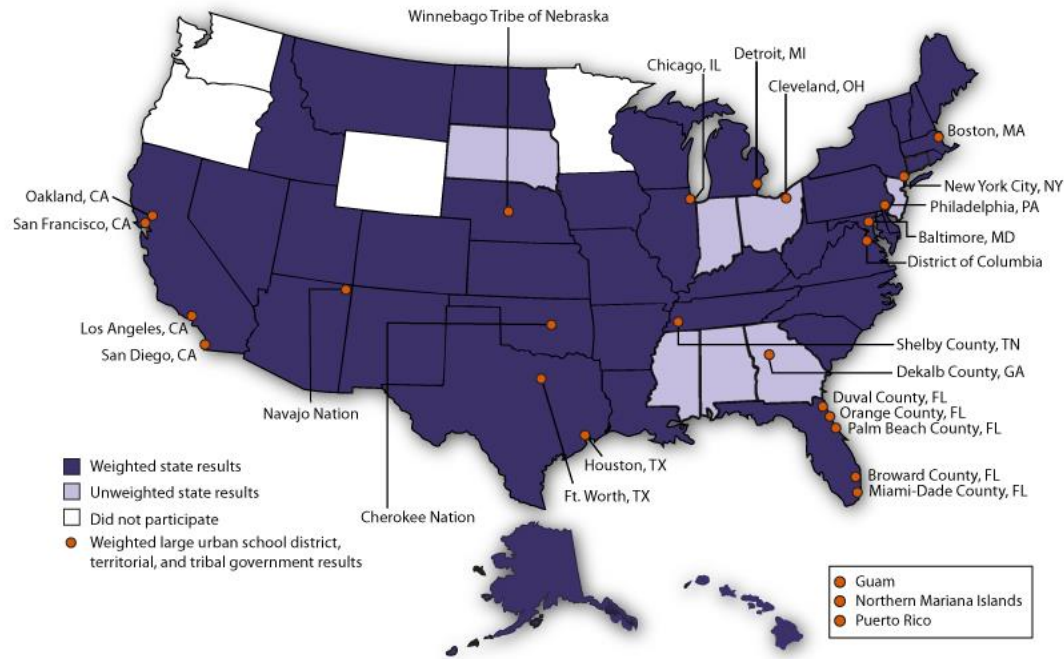 Winnebago Tribe of Nebraska
Detroit, MI
Chicago, IL
Cleveland, OH
Boston, MA
New York City, NY
Philadelphia, PA
Baltimore, MD
District of Columbia
Oakland, CA
San Francisco, CA
Los Angeles, CA
San Diego, CA
Shelby County, TN
Dekalb County, GA
Navajo Nation
Duval County, FL
Orange County, FL
Palm Beach County, FL
Houston, TX
Broward County, FL
Miami-Dade County, FL
Ft. Worth, TX
Cherokee Nation
Weighted state results
Unweighted state results
Did not participate
Weighted large urban school district,
territorial, and tribal government results
Guam
Northern Mariana Islands
Puerto Rico